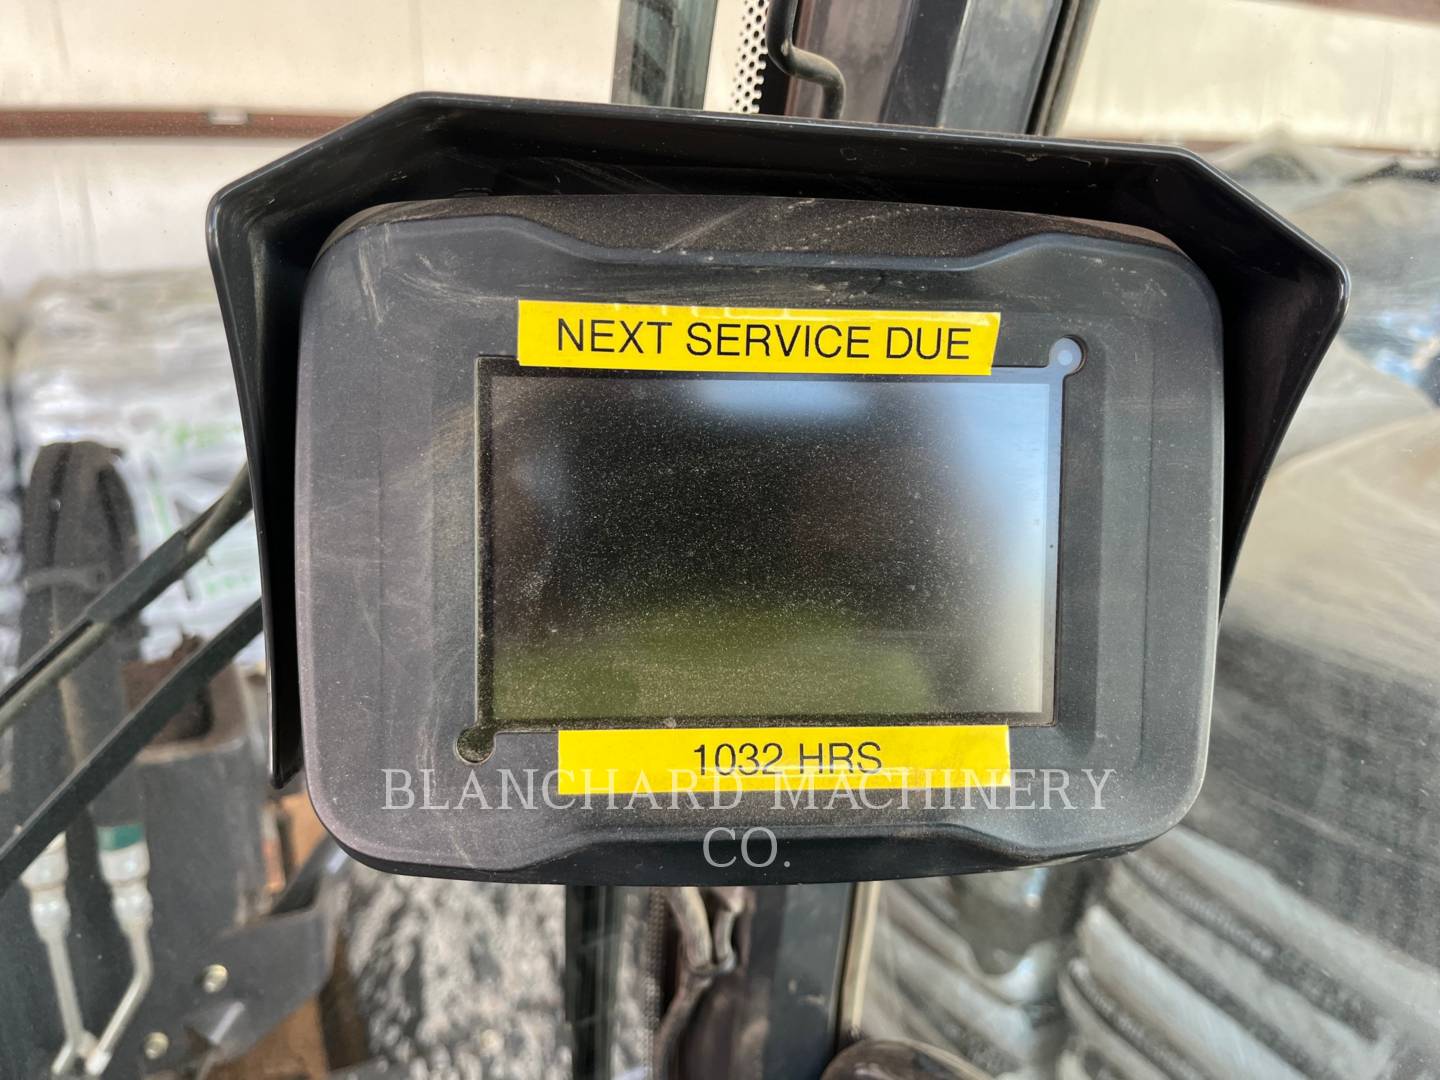 NEXT SERVICE DUE
1032 HRS
BLANCHARD MACHINERY
CO.